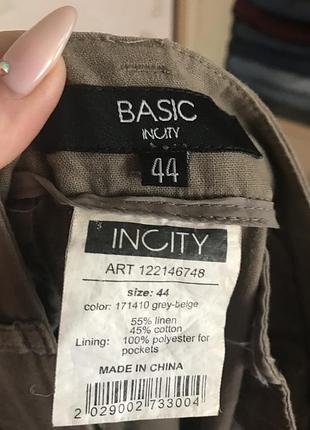 BASIC
INCITY
44
INCITY
ART 122146748
size: 44
color: 171410 grey-beige
55% linen
45% cotton
Lining: 100% polyester for
pockets
MADE IN CHINA
2 029002 733004